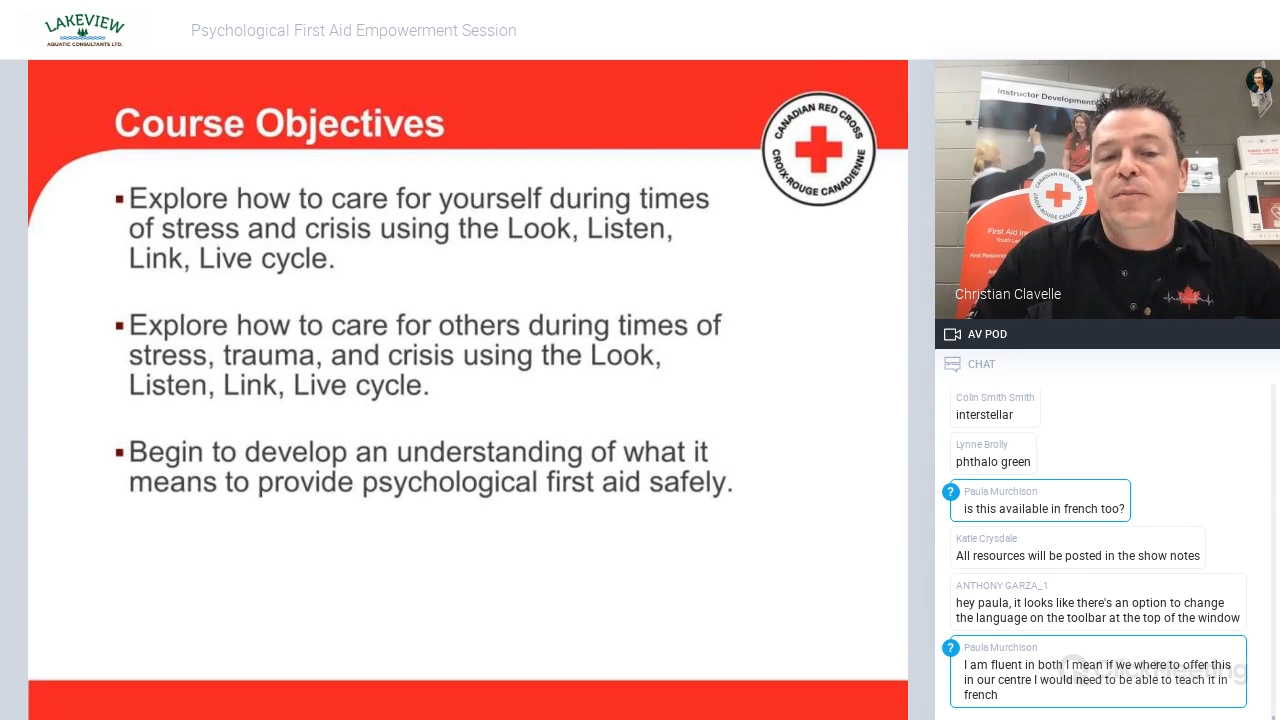 LAKEVIEW
AQUATIC CONSULTANTS LTD.
Psychological First Aid Empowerment Session
Course Objectives
CANADIAN RED CROSS
CROIX-ROUGE CANADIENNE
Explore how to care for yourself during times
of stress and crisis using the Look, Listen,
Link, Live cycle.
Explore how to care for others during times of
stress, trauma, and crisis using the Look,
Listen, Link, Live cycle.
Begin to develop an understanding of what it
means to provide psychological first aid safely.
Instructor Development
CANADIAN RED CROSS
CROIX-ROUGE CANADIENNE
First Aid
Christian Clavelle
AV POD
CHAT
Colin Smith Smith
interstellar
Lynne Brolly
phthalo green
?
Paula Murchison
is this available in french too?
Katie Crysdale
All resources will be posted in the show notes
ANTHONY GARZA_1
hey paula, it looks like there's an option to change
the language on the toolbar at the top of the window
?
Paula Murchison
I am fluent in both I mean if we where to offer this
in our centre I would need to be able to teach it in
french